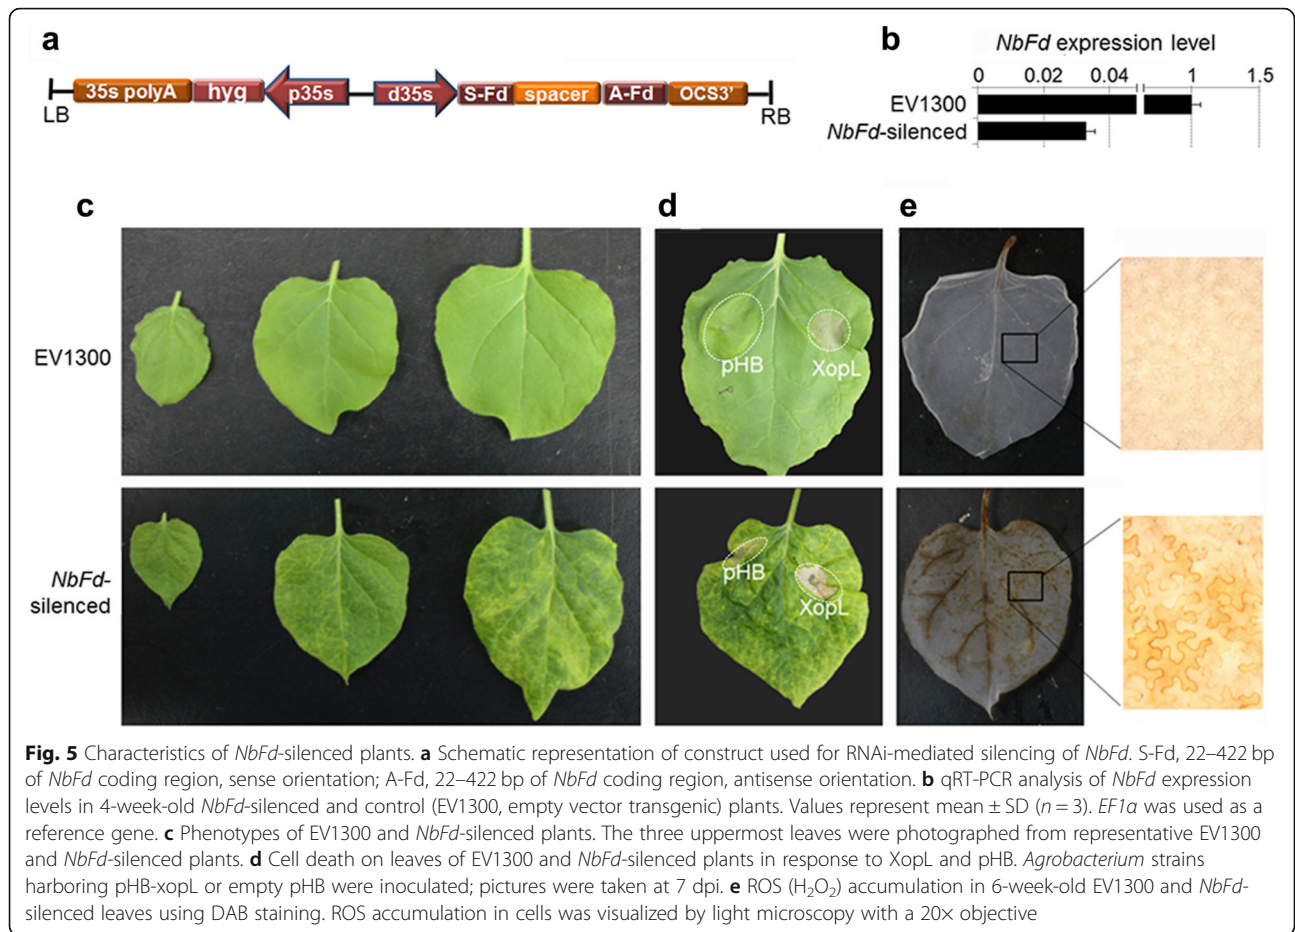 a
35s polyA hyg p35s d35s S-Fd spacer A-Fd OCS3'
LB RB
b
NbFd expression level
0 0.02 0.04 1 1.5
EV1300
NbFd-silenced
c
d
e
EV1300
pHB
XopL
NbFd-
silenced
pHB
XopL
Fig. 5 Characteristics of NbFd-silenced plants. a Schematic representation of construct used for RNAi-mediated silencing of NbFd. S-Fd, 22–422 bp
of NbFd coding region, sense orientation; A-Fd, 22–422 bp of NbFd coding region, antisense orientation. b qRT-PCR analysis of NbFd expression
levels in 4-week-old NbFd-silenced and control (EV1300, empty vector transgenic) plants. Values represent mean ± SD (n = 3). EF1α was used as a
reference gene. c Phenotypes of EV1300 and NbFd-silenced plants. The three uppermost leaves were photographed from representative EV1300
and NbFd-silenced plants. d Cell death on leaves of EV1300 and NbFd-silenced plants in response to XopL and pHB. Agrobacterium strains
harboring pHB-xopL or empty pHB were inoculated; pictures were taken at 7 dpi. e ROS (H₂O₂) accumulation in 6-week-old EV1300 and NbFd-
silenced leaves using DAB staining. ROS accumulation in cells was visualized by light microscopy with a 20× objective